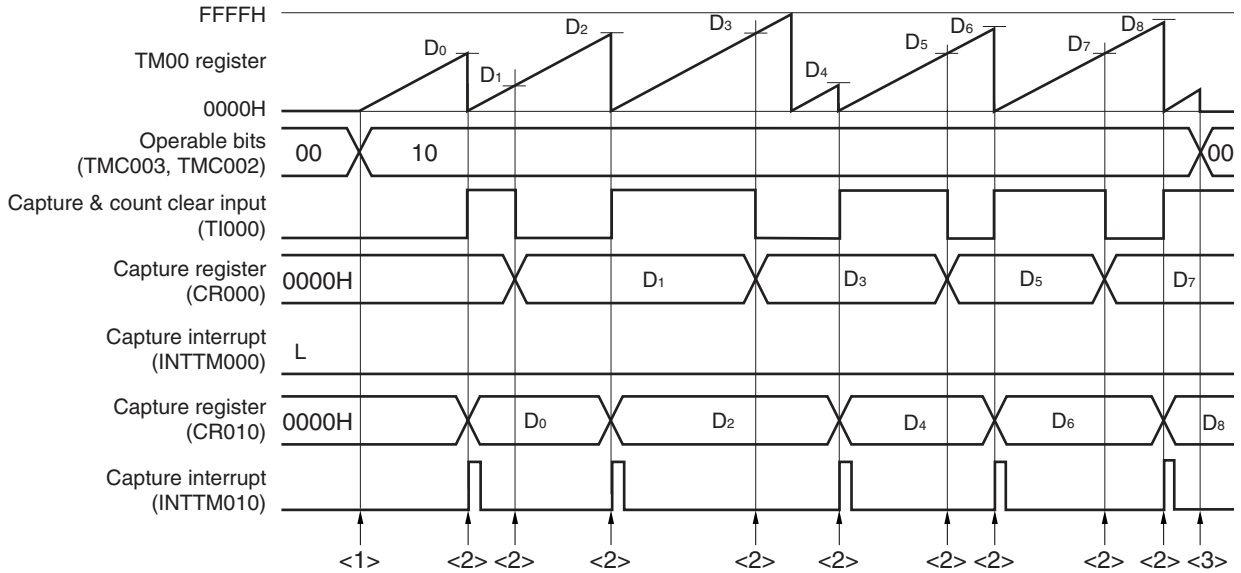 FFFFH
TM00 register
0000H
D0 D1 D2 D3 D4 D5 D6 D7 D8
Operable bits
(TMC003, TMC002)
00 10 00
Capture & count clear input
(TI000)
Capture register
(CR000)
0000H D1 D3 D5 D7
Capture interrupt
(INTTM000)
L
Capture register
(CR010)
0000H D0 D2 D4 D6 D8
Capture interrupt
(INTTM010)
<1> <2> <2> <2> <2> <2> <2> <2> <2> <2> <3>